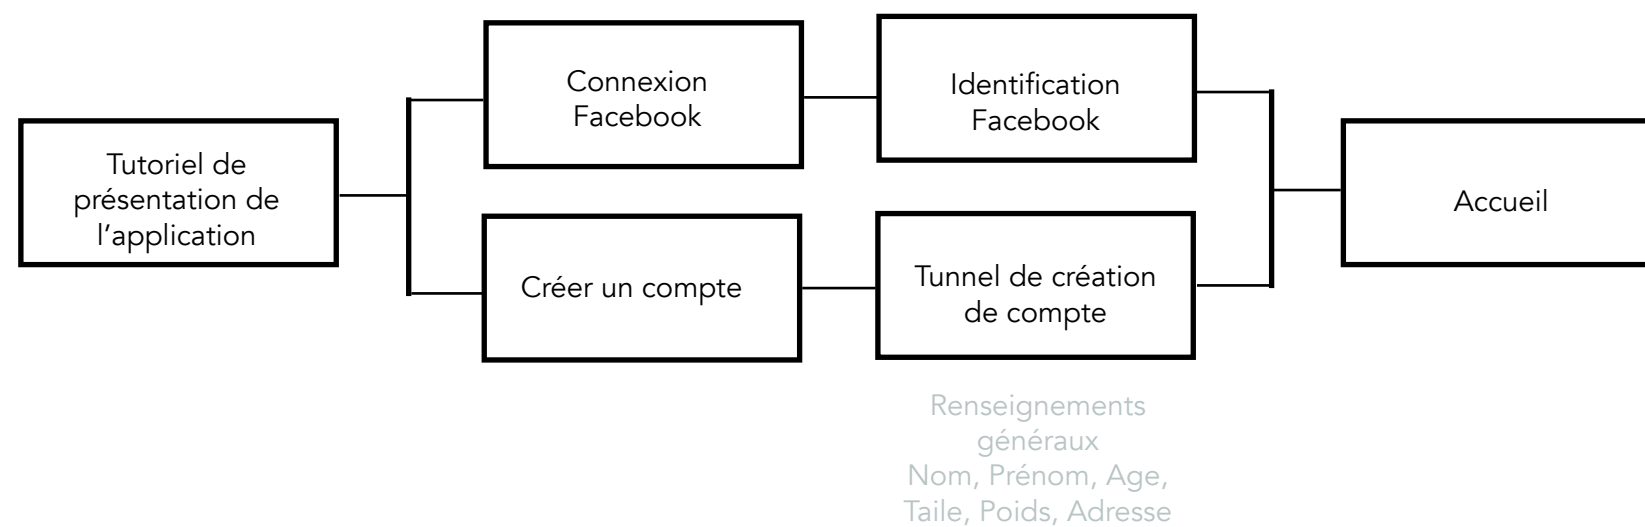 Tutoriel de
présentation de
l'application
Connexion
Facebook
Identification
Facebook
Créer un compte
Tunnel de création
de compte
Renseignements
généraux
Nom, Prénom, Age,
Taile, Poids, Adresse
Accueil